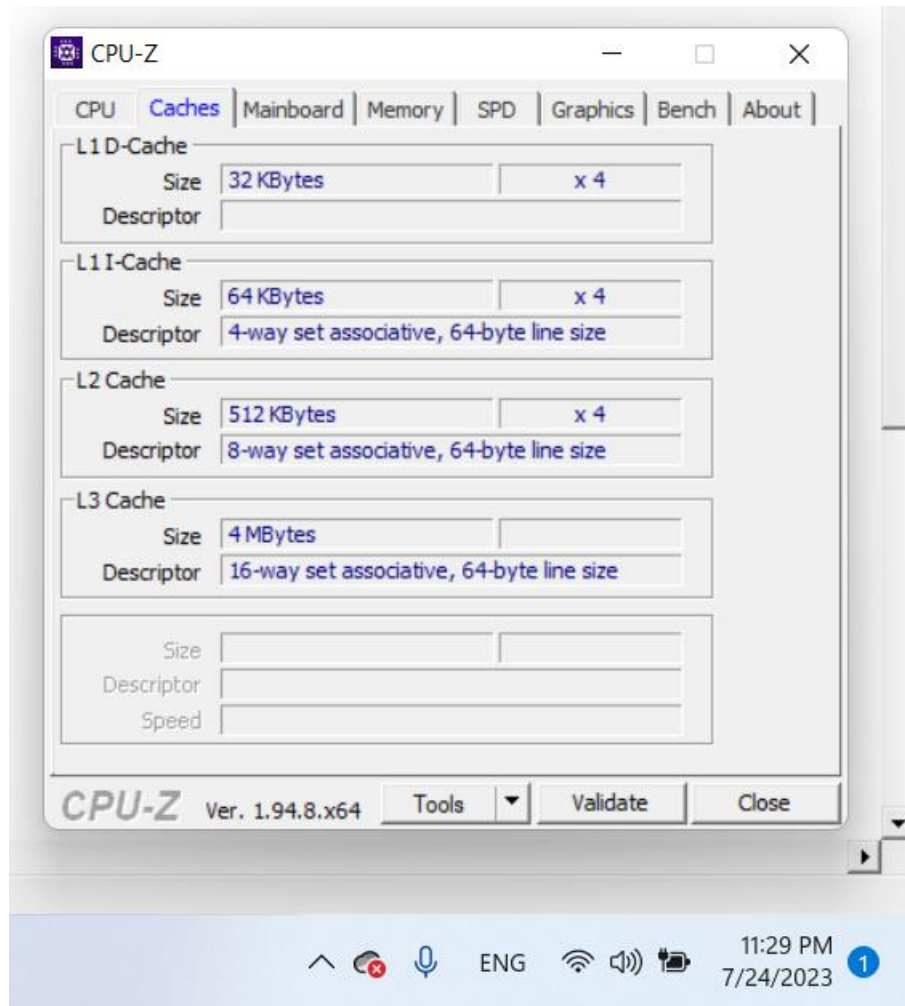 CPU-Z
CPU Caches Mainboard Memory SPD Graphics Bench About
L1 D-Cache
Size 32 KBytes x 4
Descriptor
L1 I-Cache
Size 64 KBytes x 4
Descriptor 4-way set associative, 64-byte line size
L2 Cache
Size 512 KBytes x 4
Descriptor 8-way set associative, 64-byte line size
L3 Cache
Size 4 MBytes
Descriptor 16-way set associative, 64-byte line size
Size
Descriptor
Speed
CPU-Z Ver. 1.94.8.x64 Tools Validate Close
ENG 11:29 PM
7/24/2023 1